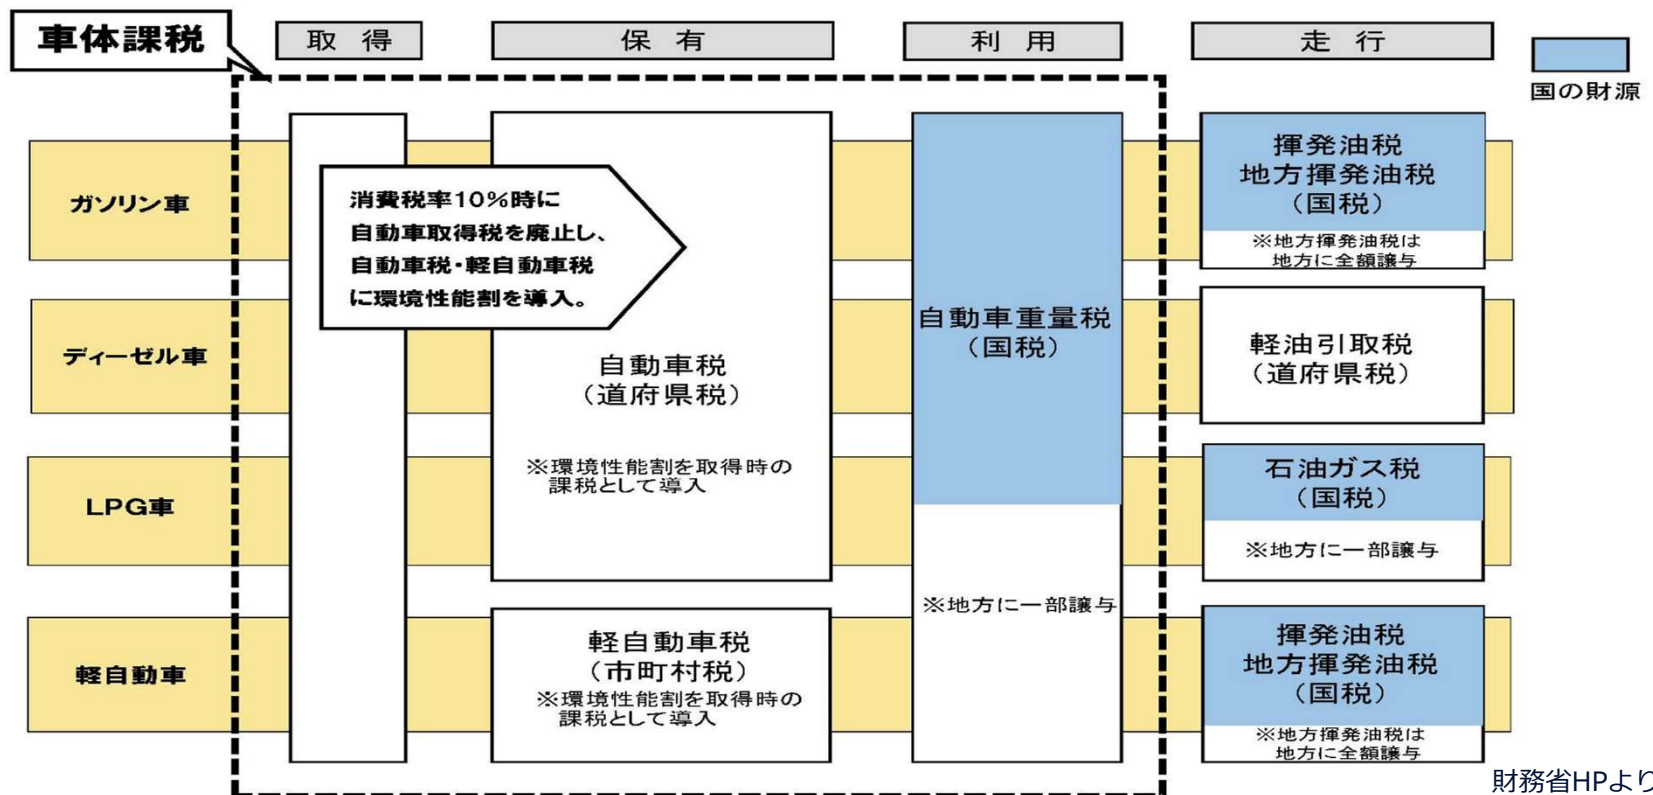 車体課税
取得
保有
利用
走行
国の財源
ガソリン車
消費税率10%時に
自動車取得税を廃止し、
自動車税・軽自動車税
に環境性能割を導入。
揮発油税
地方揮発油税
（国税）
※地方揮発油税は
地方に全額譲与
ディーゼル車
自動車税
（道府県税）
※環境性能割を取得時の
課税として導入
自動車重量税
（国税）
※地方に一部譲与
軽油引取税
（道府県税）
LPG車
石油ガス税
（国税）
※地方に一部譲与
軽自動車
軽自動車税
（市町村税）
※環境性能割を取得時の
課税として導入
揮発油税
地方揮発油税
（国税）
※地方揮発油税は
地方に全額譲与
財務省HPより